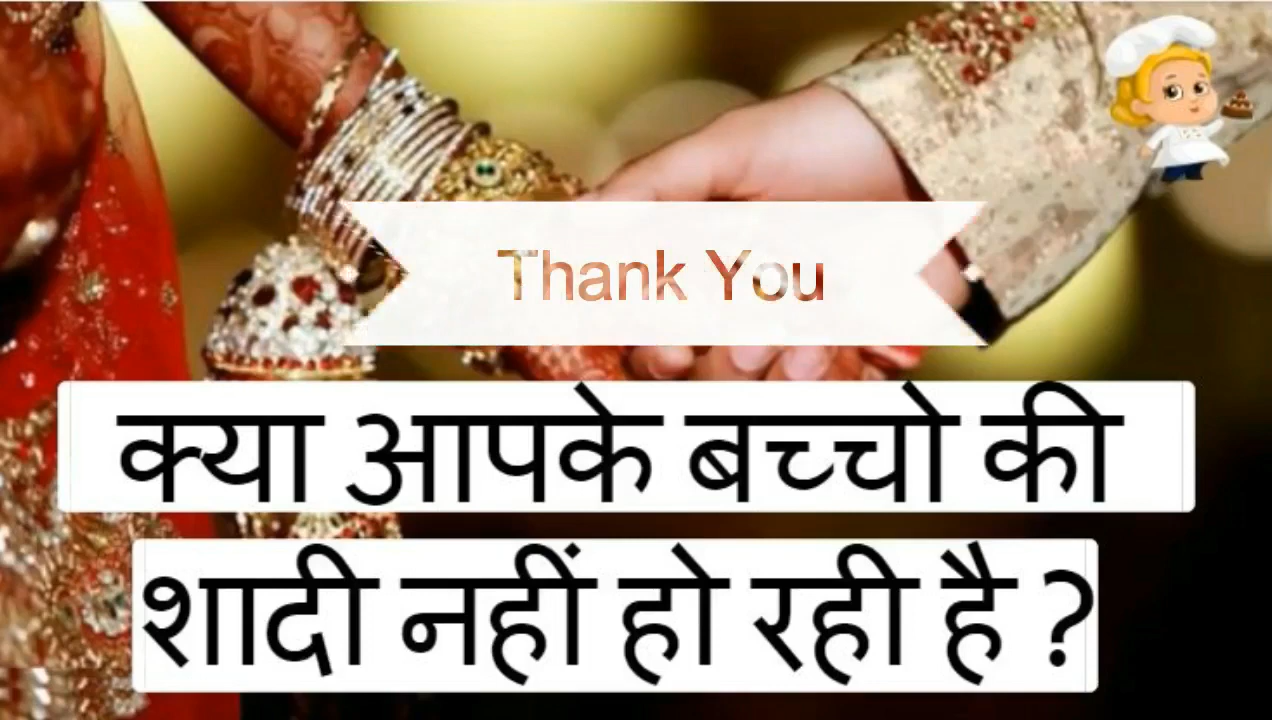 Thank You
क्या आपके बच्चो की
शादी नहीं हो रही है ?